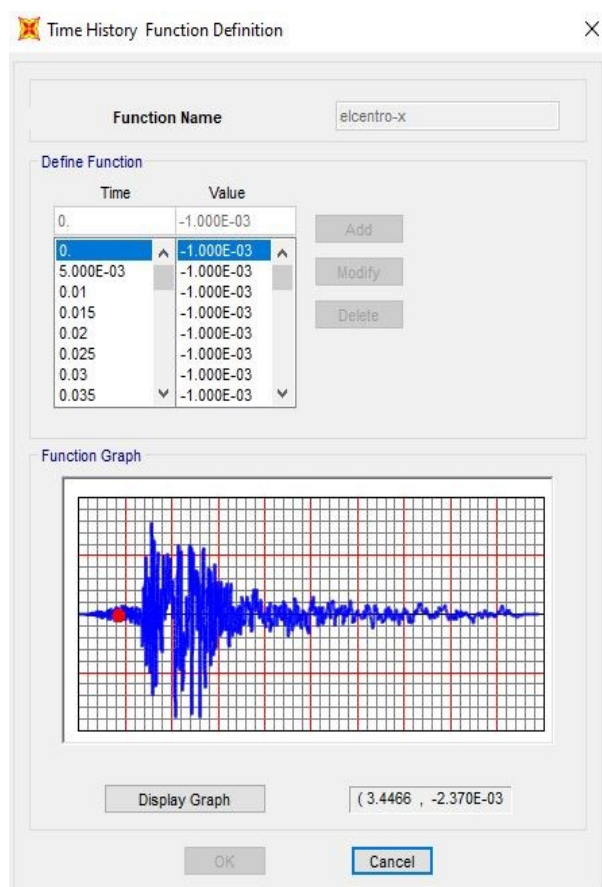 Time History Function Definition
Function Name elcentro-x
Define Function
Time Value
0. -1.000E-03 Add
0. -1.000E-03
5.000E-03 -1.000E-03 Modify
0.01 -1.000E-03
0.015 -1.000E-03 Delete
0.02 -1.000E-03
0.025 -1.000E-03
0.03 -1.000E-03
0.035 -1.000E-03
Function Graph
Display Graph (3.4466 , -2.370E-03
OK Cancel